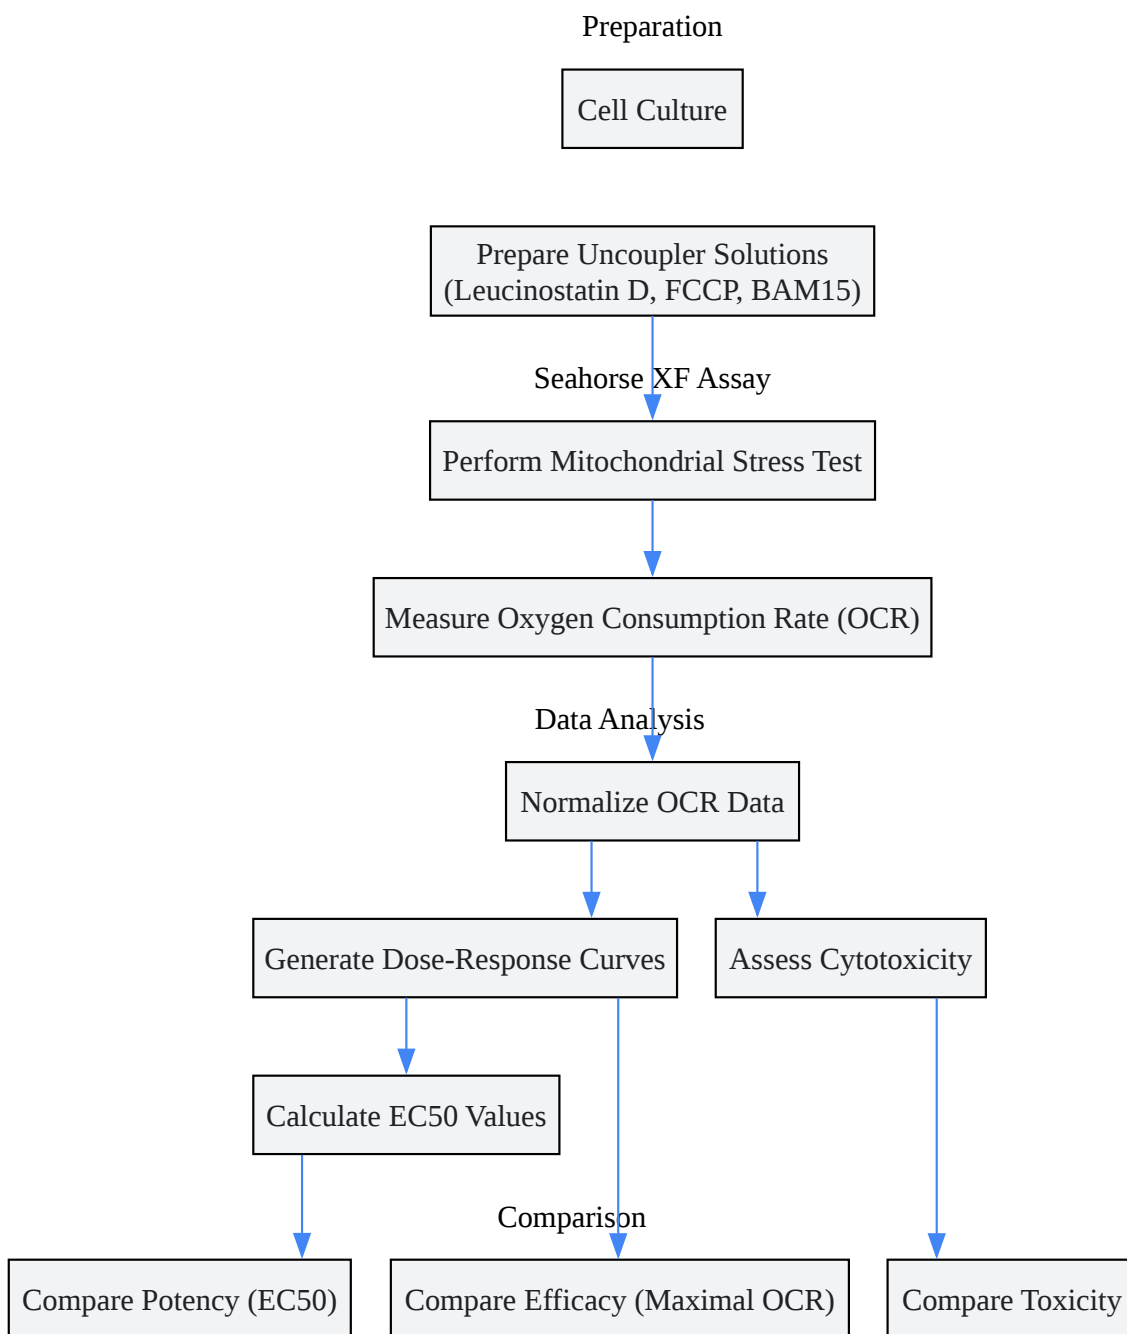 Preparation
Cell Culture
Prepare Uncoupler Solutions
(Leucinostatin D, FCCP, BAM15)
Seahorse XF Assay
Perform Mitochondrial Stress Test
Measure Oxygen Consumption Rate (OCR)
Data Analysis
Normalize OCR Data
Generate Dose-Response Curves
Assess Cytotoxicity
Calculate EC50 Values
Comparison
Compare Potency (EC50)
Compare Efficacy (Maximal OCR)
Compare Toxicity